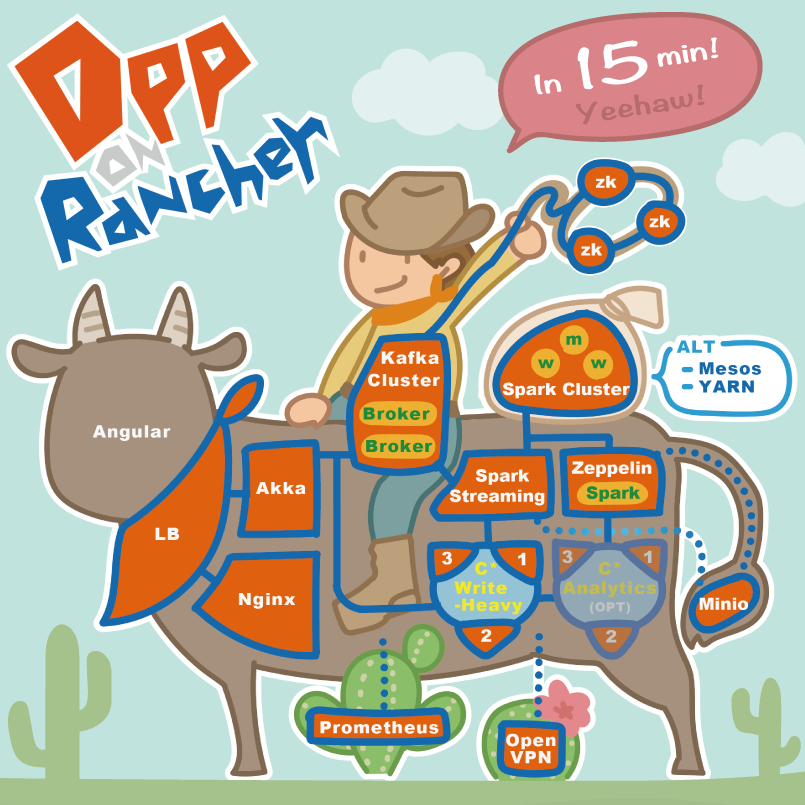 Opp
on
Rancher
In 15 min!
Yeehaw!
zk
zk
zk
Kafka
Cluster
Broker
Broker
m
w
w
Spark Cluster
ALT
- Mesos
- YARN
Angular
LB
Akka
Nginx
Spark
Streaming
Zeppelin
Spark
3
1
C*
Write
-Heavy
2
3
1
C*
Analytics
(OPT)
2
Minio
Prometheus
Open
VPN